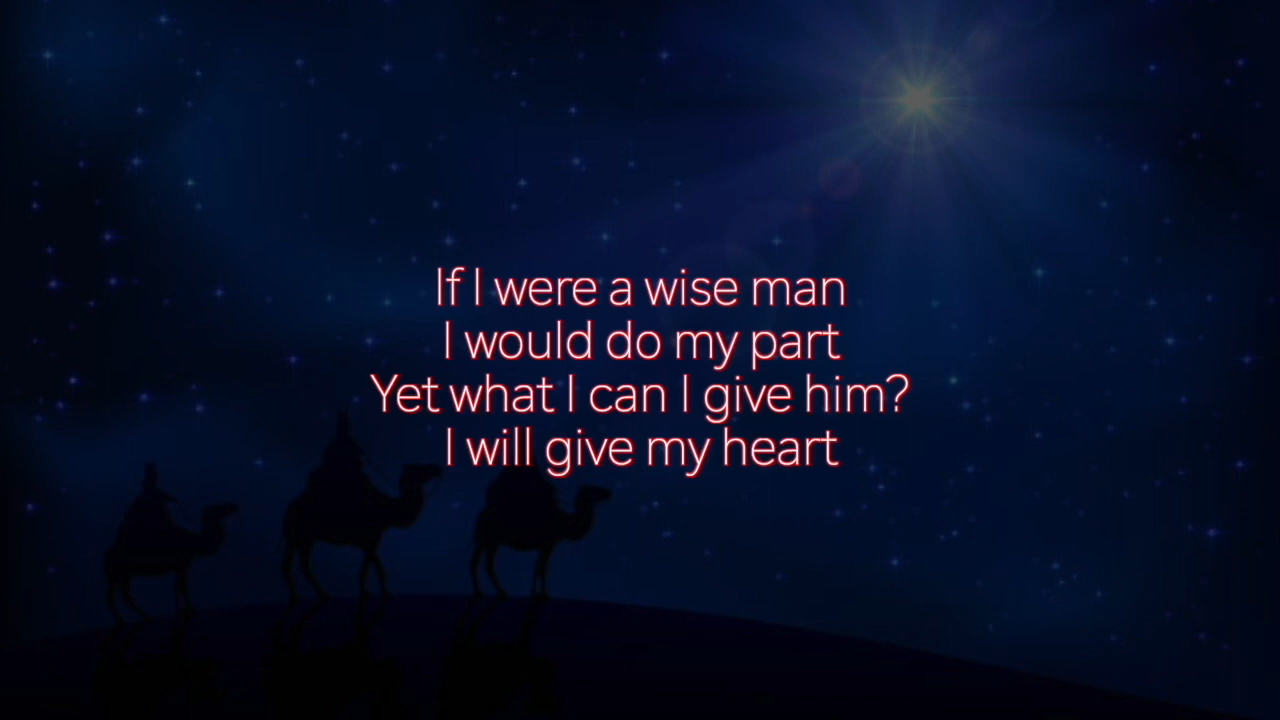 If I were a wise man
I would do my part
Yet what I can I give him?
I will give my heart